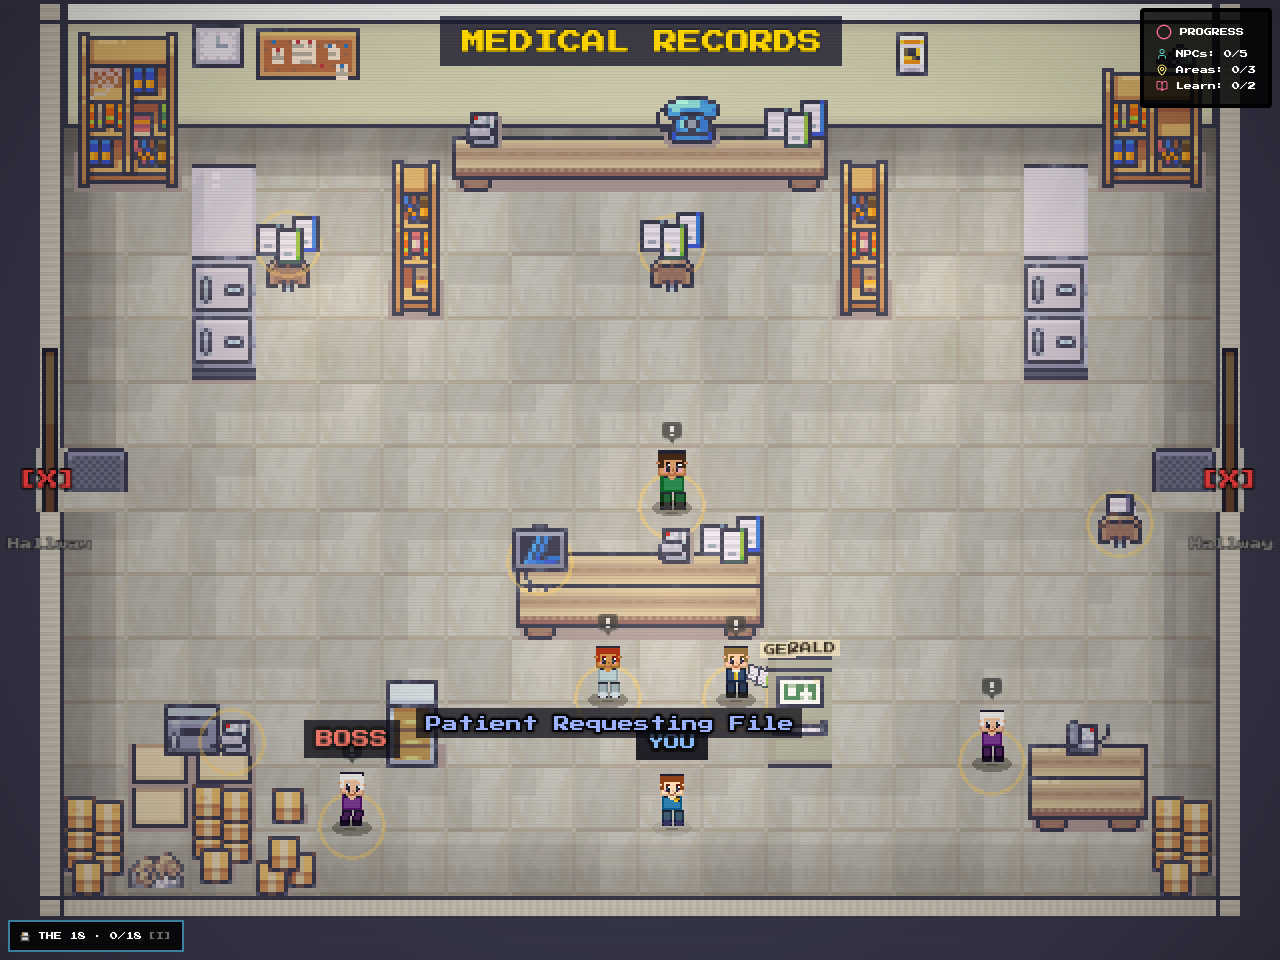 MEDICAL RECORDS
PROGRESS
NPCs: 0/5
Areas: 0/3
Learn: 0/2
[X]
[X]
Hallway
Hallway
GERALD
Patient Requesting File
BOSS
YOU
THE 18 · 0/18 [I]